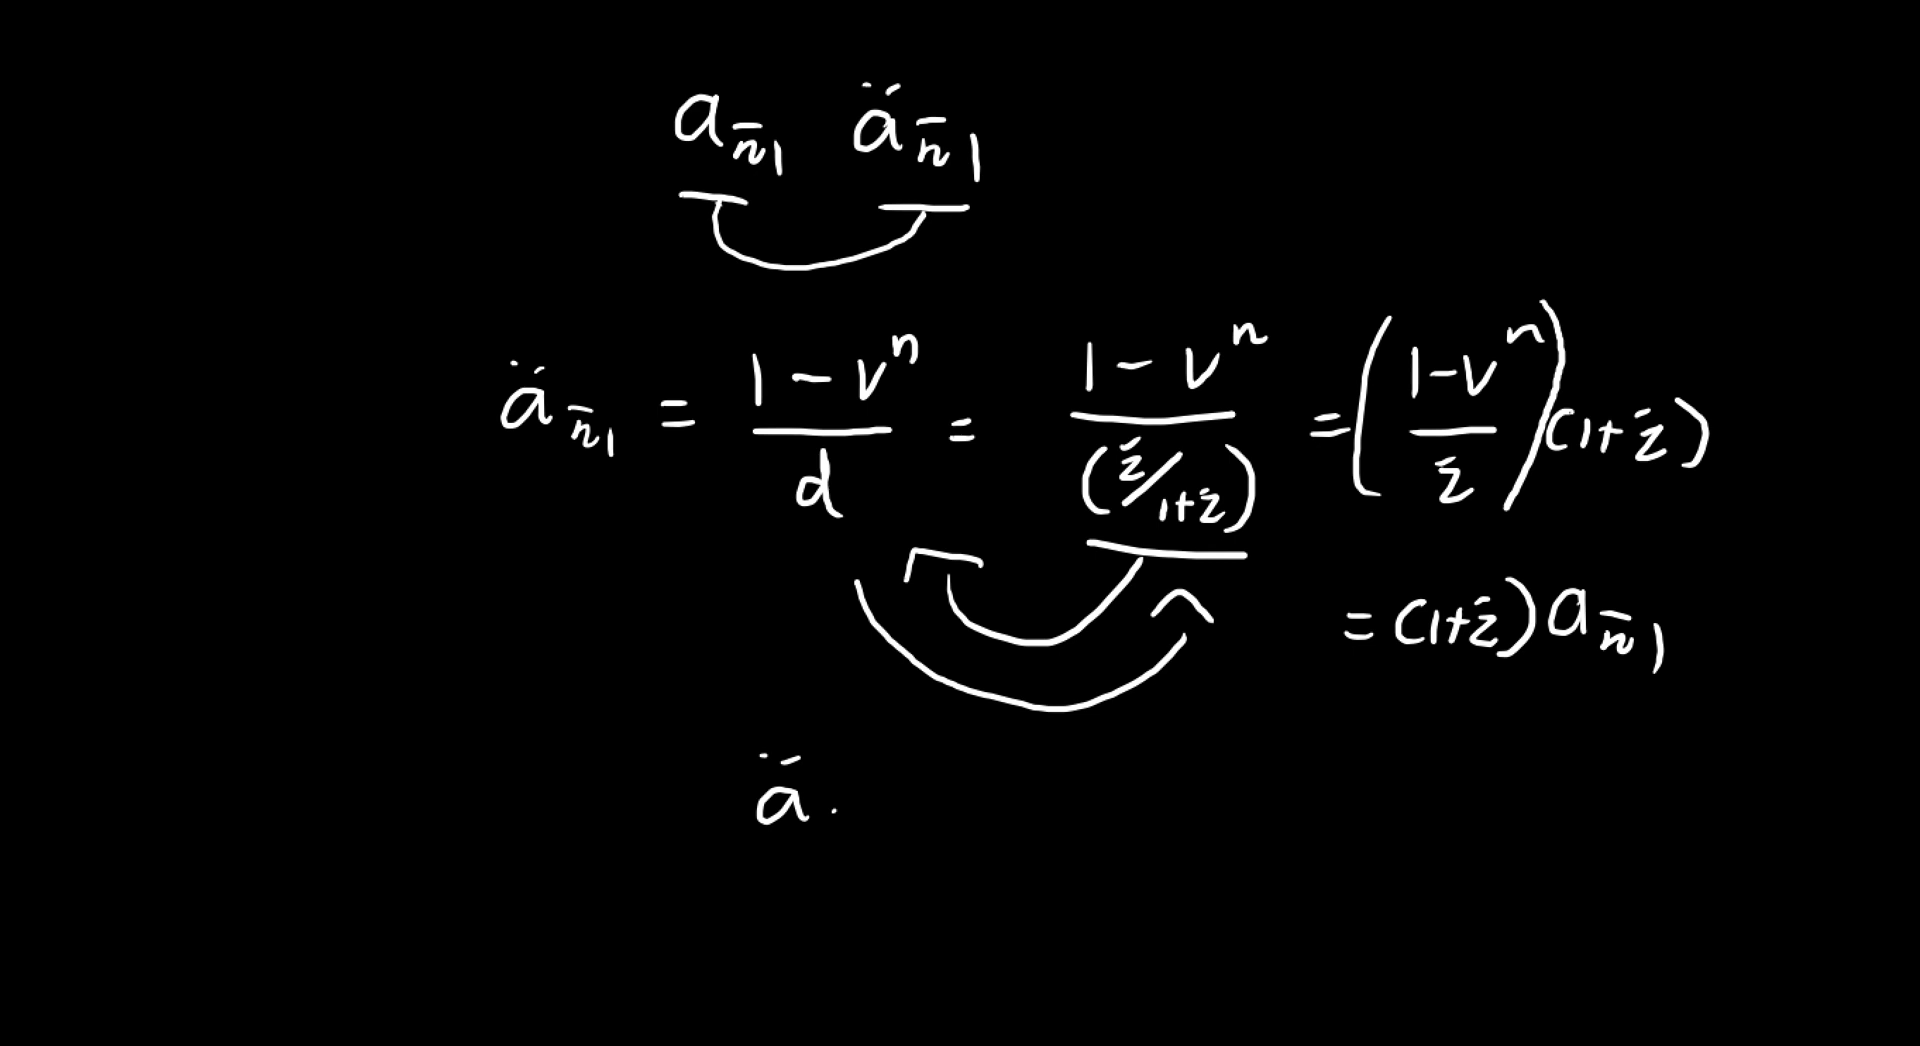 a_n̅| ä_n̅|
ä_n̅| = (1 - v^n)/d = (1 - v^n)/(i/1+i) = ((1-v^n)/i)(1+i)
= (1+i) a_n̅|
ä.